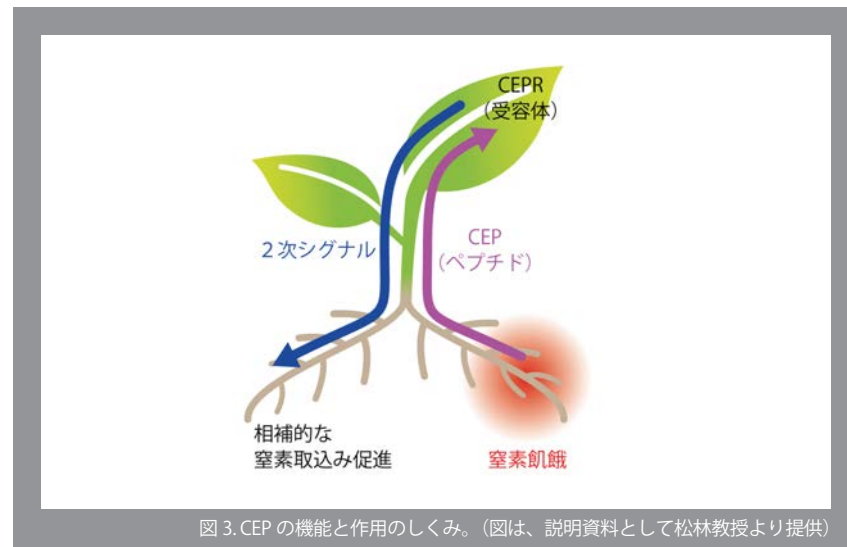 CEPR
（受容体）
２次シグナル
CEP
（ペプチド）
相補的な
窒素取込み促進
窒素飢餓
図 3. CEP の機能と作用のしくみ。（図は、説明資料として松林教授より提供）